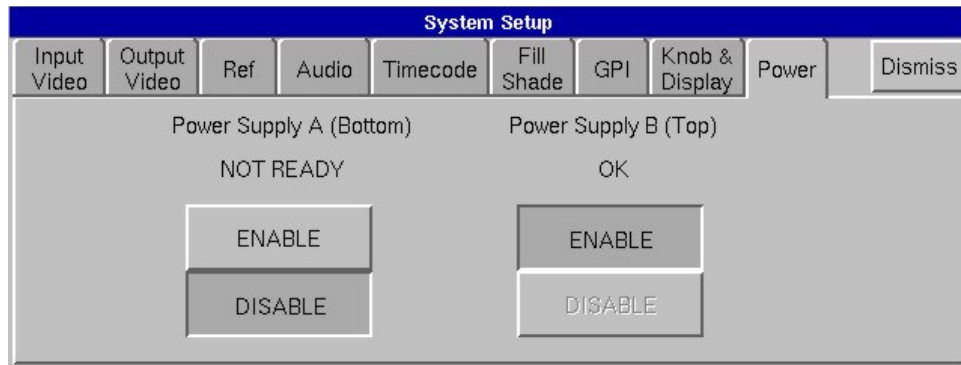 System Setup
Input Video
Output Video
Ref
Audio
Timecode
Fill Shade
GPI
Knob & Display
Power
Dismiss
Power Supply A (Bottom)
Power Supply B (Top)
NOT READY
OK
ENABLE
ENABLE
DISABLE
DISABLE